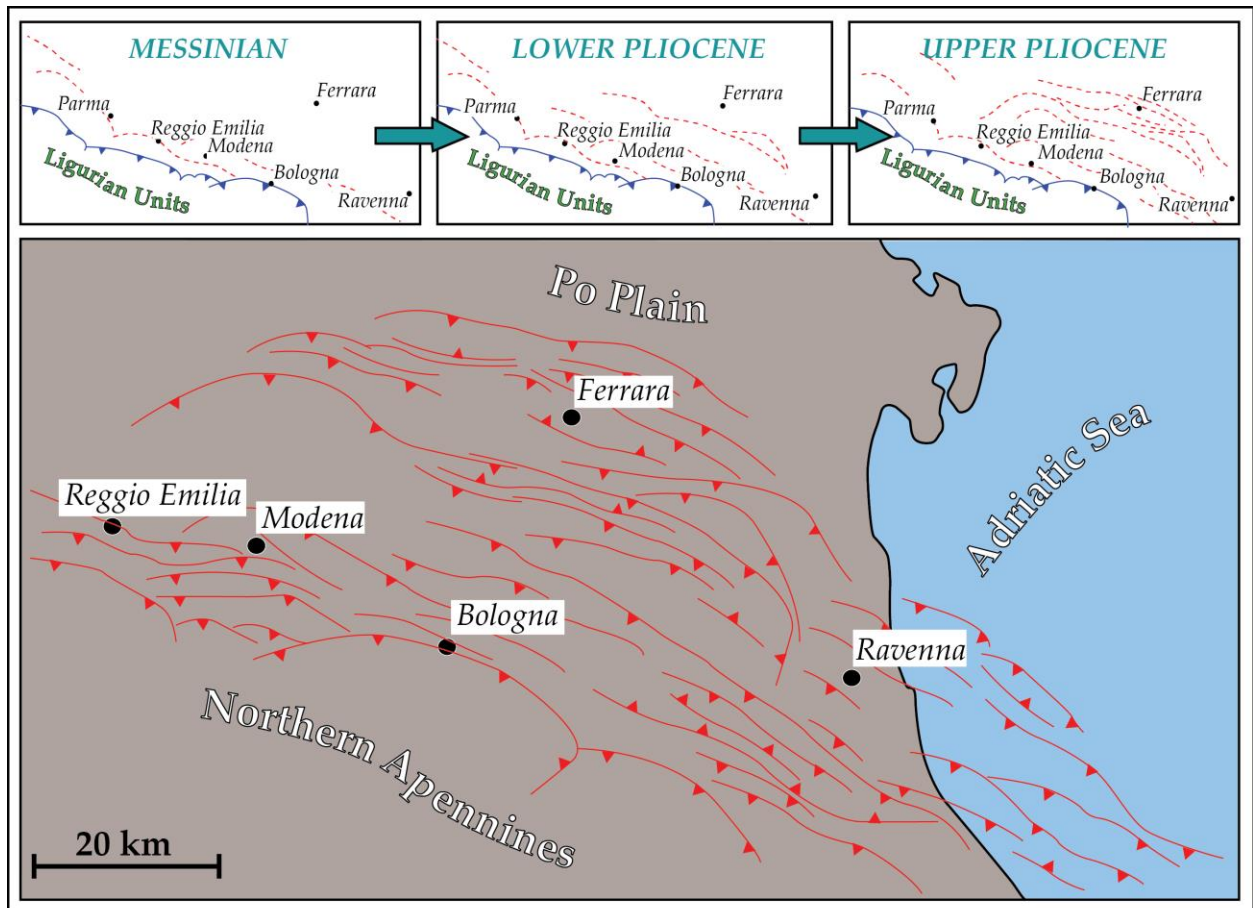 MESSINIAN
Parma
Ferrara
Reggio Emilia
Modena
Bologna
Ravenna
Ligurian Units
LOWER PLIOCENE
Parma
Ferrara
Reggio Emilia
Modena
Bologna
Ravenna
Ligurian Units
UPPER PLIOCENE
Parma
Ferrara
Reggio Emilia
Modena
Bologna
Ravenna
Ligurian Units
Po Plain
Ferrara
Adriatic Sea
Reggio Emilia
Modena
Bologna
Ravenna
Northern Apennines
20 km